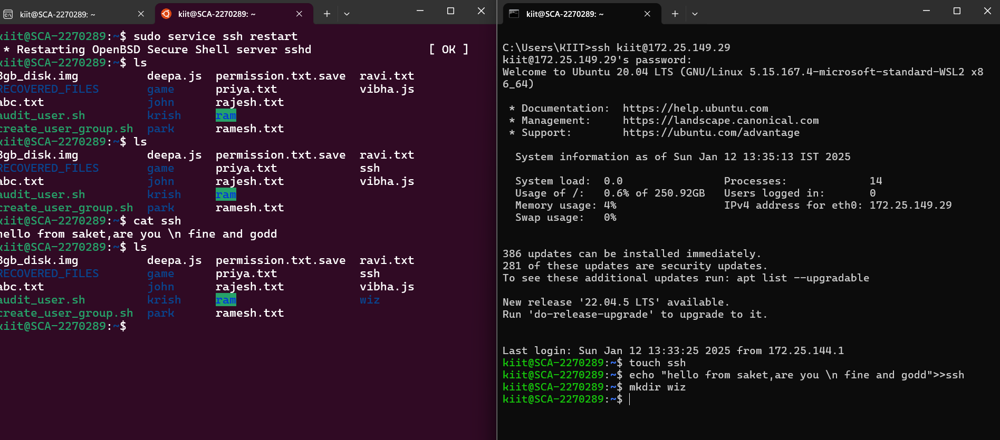 kiit@SCA-2270289: ~
kiit@SCA-2270289: ~
kiit@SCA-2270289:~$ sudo service ssh restart
* Restarting OpenBSD Secure Shell server sshd [ OK ]
kiit@SCA-2270289:~$ ls
3gb_disk.img deepa.js permission.txt.save ravi.txt
RECOVERED_FILES game priya.txt vibha.js
abc.txt john rajesh.txt
audit_user.sh krish ram
create_user_group.sh park ramesh.txt
kiit@SCA-2270289:~$ ls
3gb_disk.img deepa.js permission.txt.save ravi.txt
RECOVERED_FILES game priya.txt ssh
abc.txt john rajesh.txt vibha.js
audit_user.sh krish ram
create_user_group.sh park ramesh.txt
kiit@SCA-2270289:~$ cat ssh
hello from saket,are you \n fine and godd
kiit@SCA-2270289:~$ ls
3gb_disk.img deepa.js permission.txt.save ravi.txt
RECOVERED_FILES game priya.txt ssh
abc.txt john rajesh.txt vibha.js
audit_user.sh krish ram wiz
create_user_group.sh park ramesh.txt
kiit@SCA-2270289:~$
kiit@SCA-2270289: ~
C:\Users\KIIT>ssh kiit@172.25.149.29
kiit@172.25.149.29's password:
Welcome to Ubuntu 20.04 LTS (GNU/Linux 5.15.167.4-microsoft-standard-WSL2 x8
6_64)
* Documentation: https://help.ubuntu.com
* Management: https://landscape.canonical.com
* Support: https://ubuntu.com/advantage
System information as of Sun Jan 12 13:35:13 IST 2025
System load: 0.0 Processes: 14
Usage of /: 0.6% of 250.92GB Users logged in: 0
Memory usage: 4% IPv4 address for eth0: 172.25.149.29
Swap usage: 0%
386 updates can be installed immediately.
281 of these updates are security updates.
To see these additional updates run: apt list --upgradable
New release '22.04.5 LTS' available.
Run 'do-release-upgrade' to upgrade to it.
Last login: Sun Jan 12 13:33:25 2025 from 172.25.144.1
kiit@SCA-2270289:~$ touch ssh
kiit@SCA-2270289:~$ echo "hello from saket,are you \n fine and godd">>ssh
kiit@SCA-2270289:~$ mkdir wiz
kiit@SCA-2270289:~$